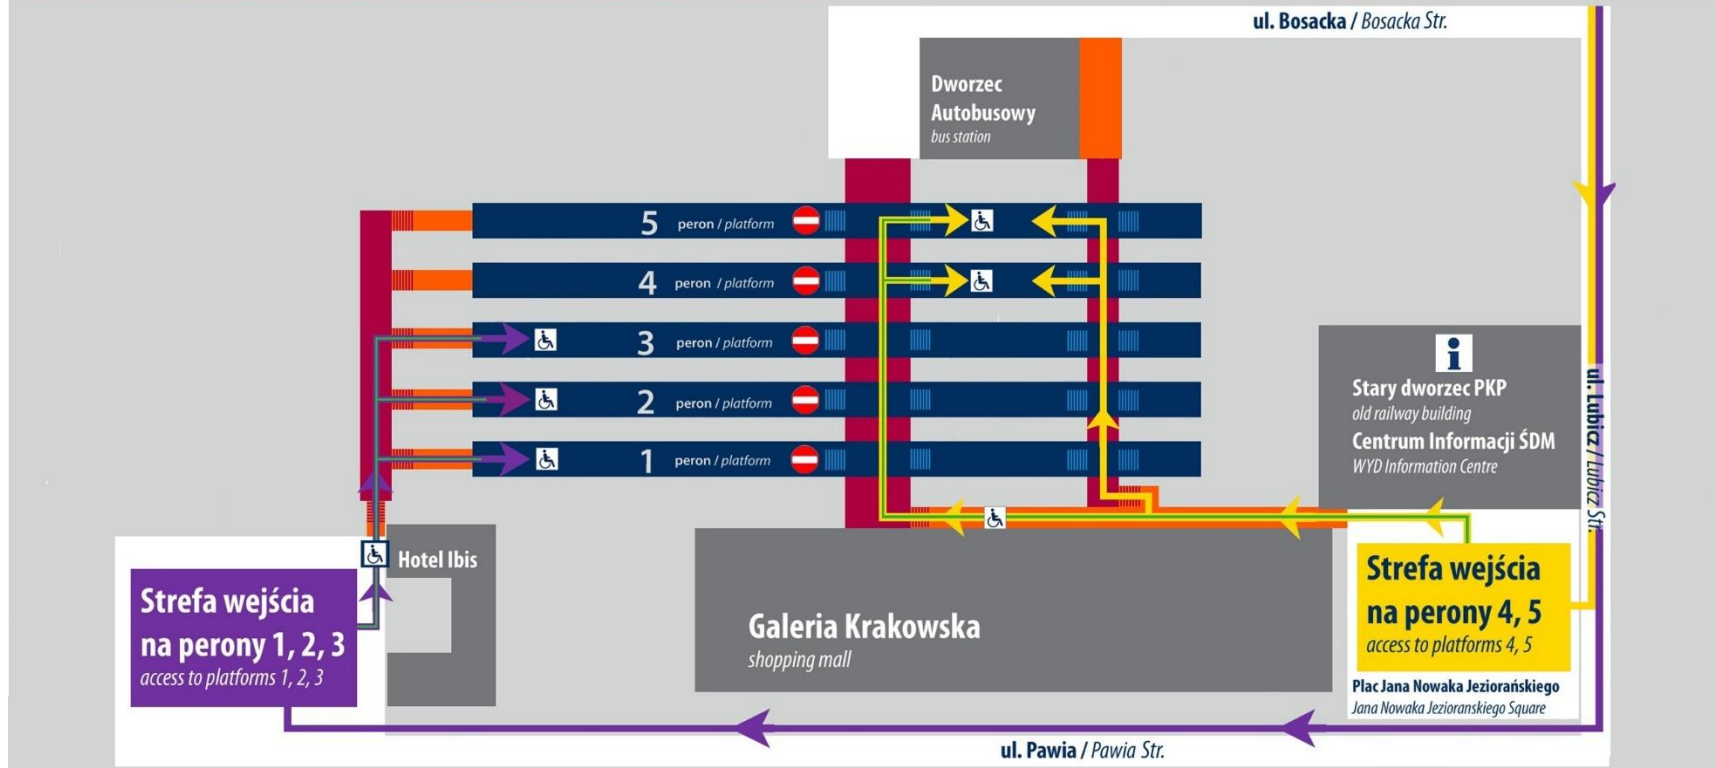 ul. Bosacka / Bosacka Str.
Dworzec
Autobusowy
bus station
5 peron / platform
4 peron / platform
3 peron / platform
2 peron / platform
1 peron / platform
i
Stary dworzec PKP
old railway building
Centrum Informacji ŚDM
WYD Information Centre
ul. Lubicz / Lubicz Str.
Hotel Ibis
Strefa wejścia
na perony 1, 2, 3
access to platforms 1, 2, 3
Galeria Krakowska
shopping mall
Strefa wejścia
na perony 4, 5
access to platforms 4, 5
Plac Jana Nowaka Jeziorańskiego
Jana Nowaka Jezioranskiego Square
ul. Pawia / Pawia Str.